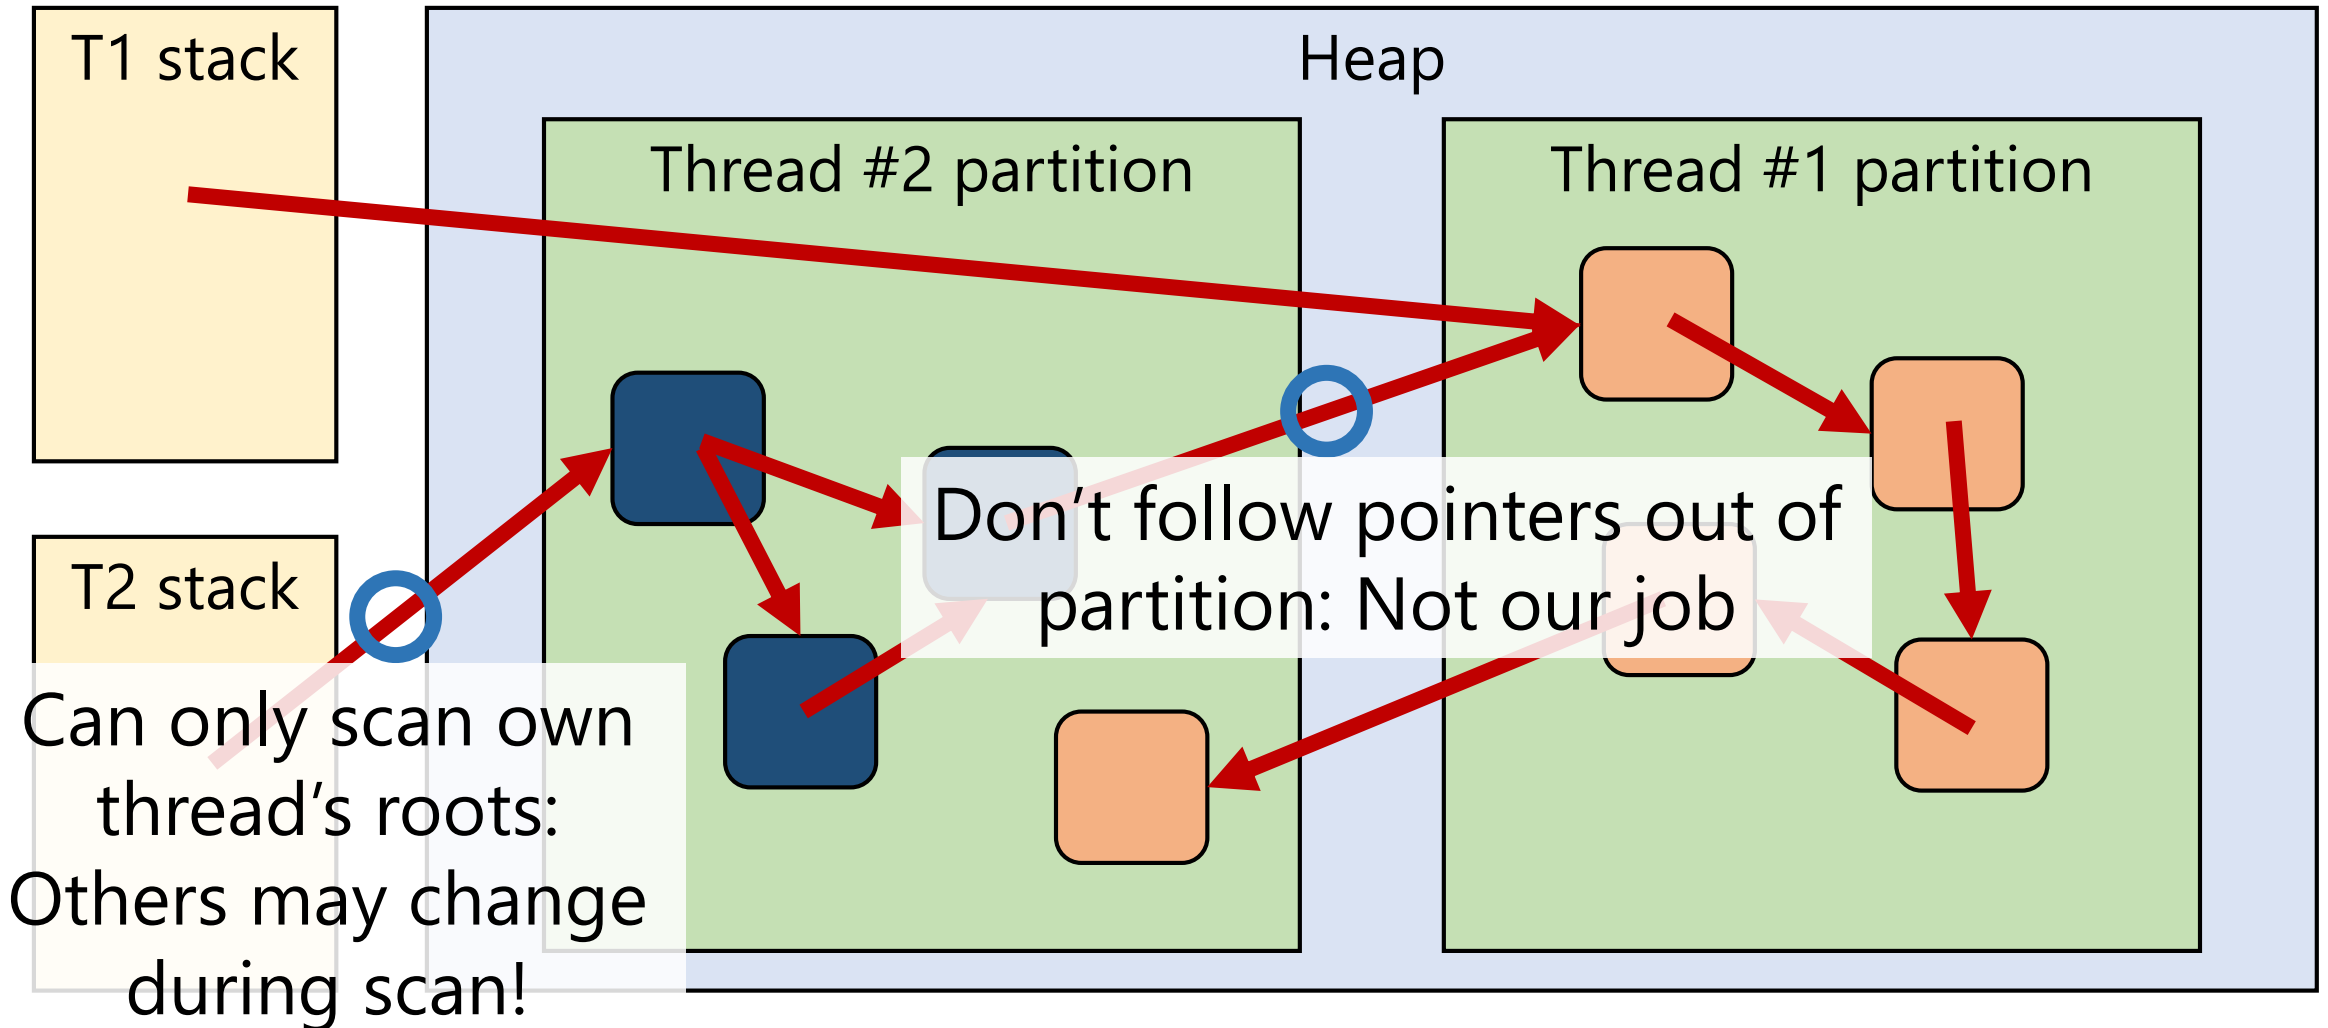 T1 stack
Heap
Thread #2 partition
Thread #1 partition
Don’t follow pointers out of
partition: Not our job
T2 stack
Can only scan own
thread’s roots:
Others may change
during scan!